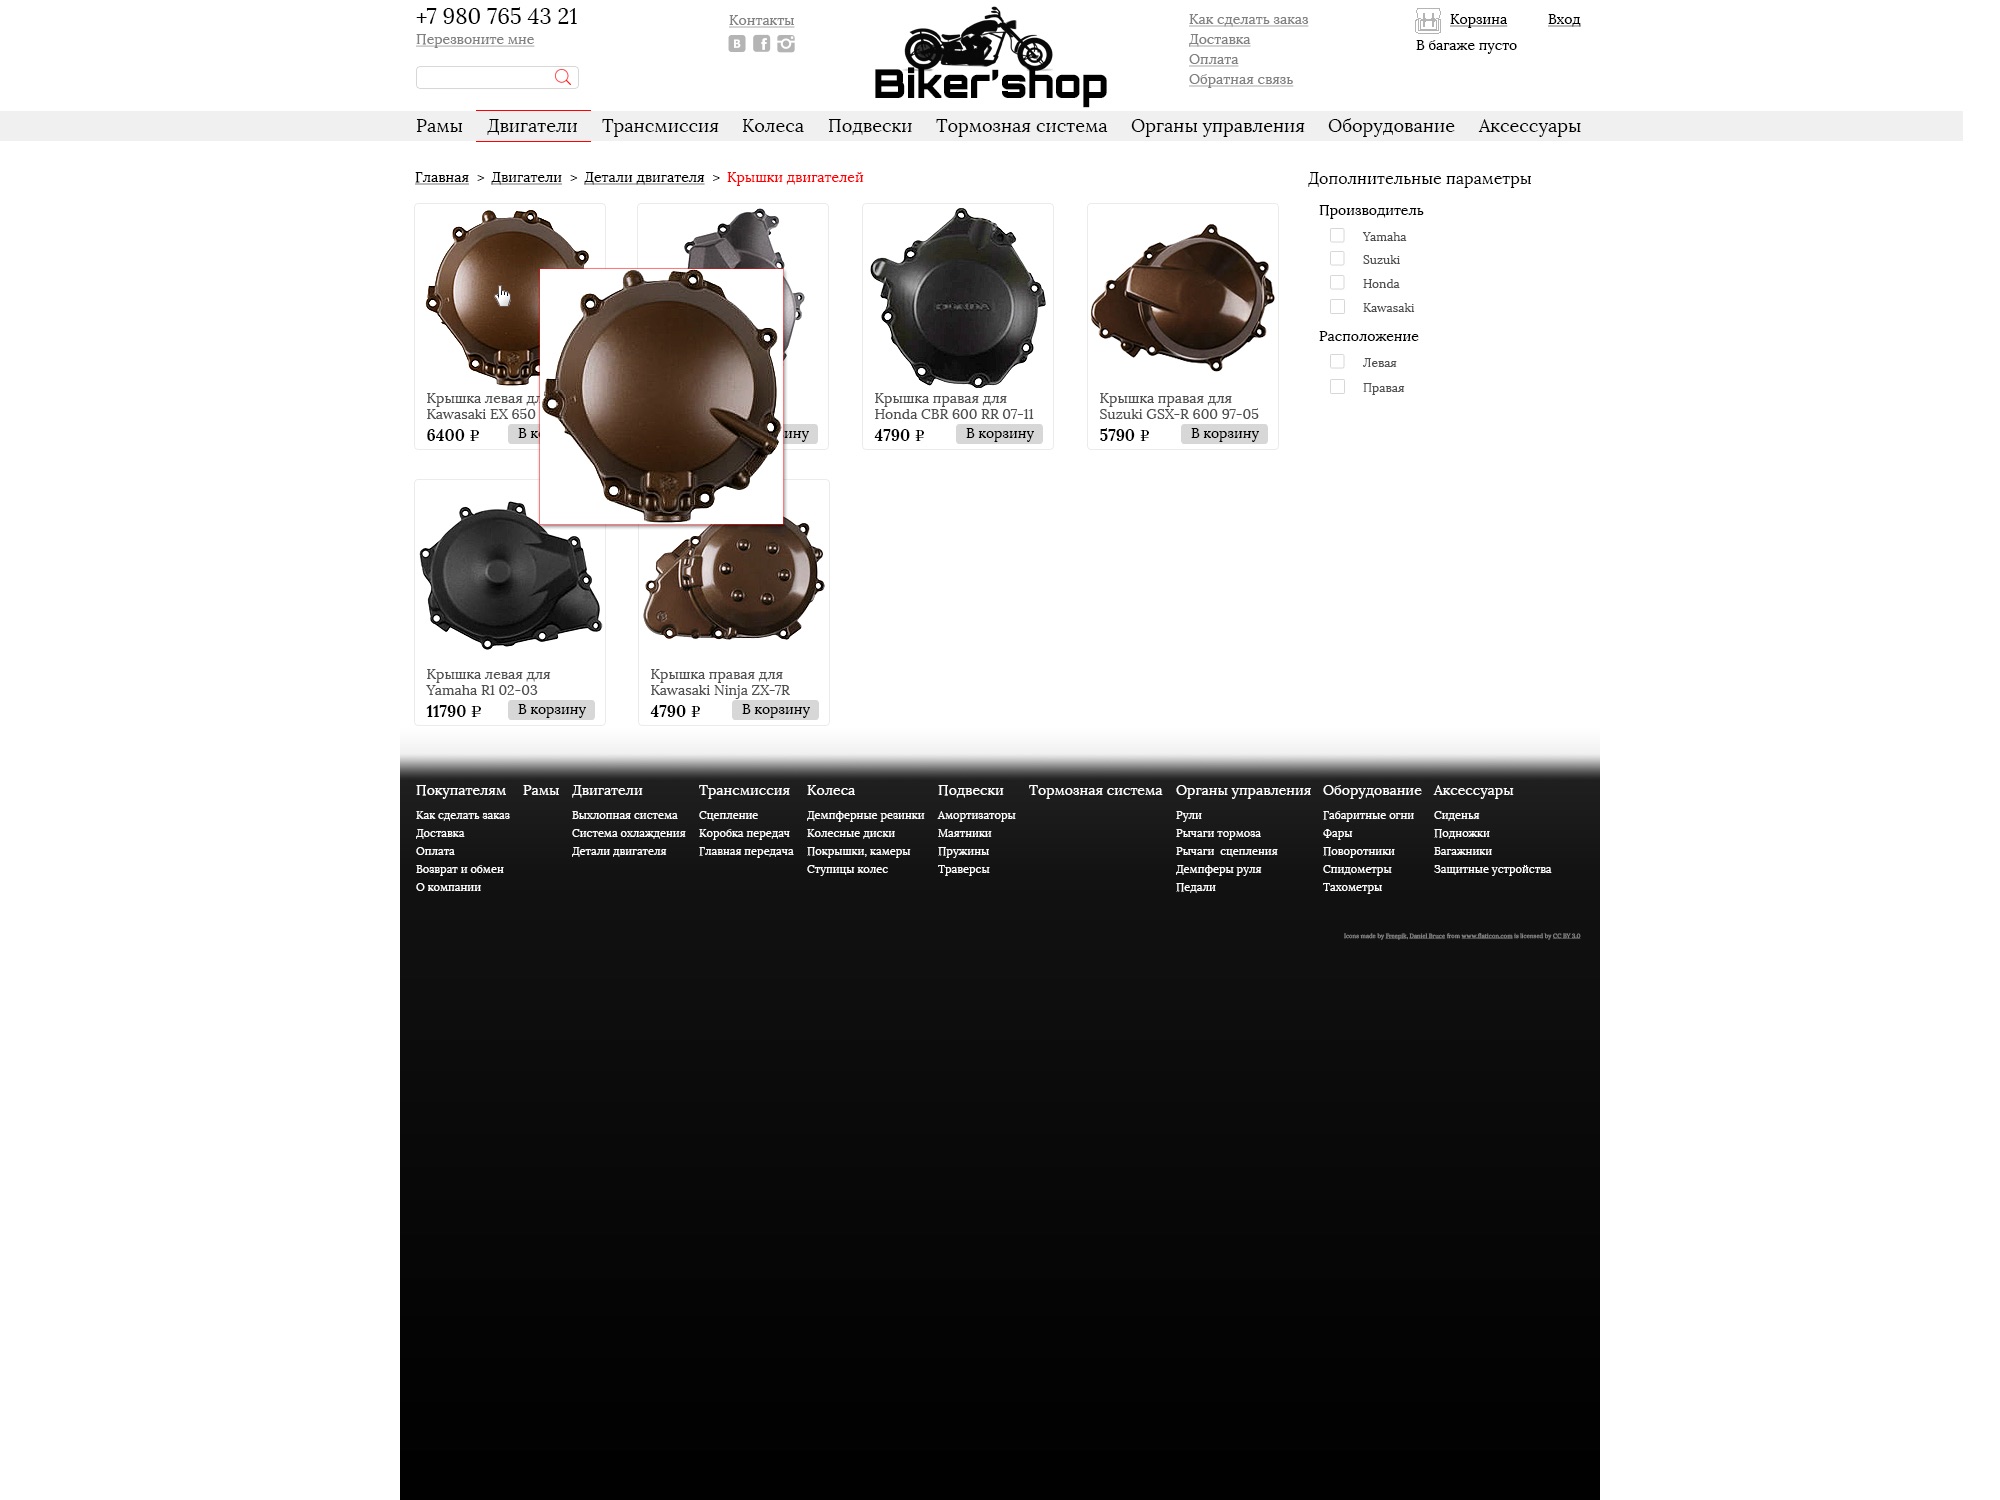 +7 980 765 43 21
Перезвоните мне
Контакты
Biker'shop
Как сделать заказ
Доставка
Оплата
Обратная связь
Корзина
Вход
В багаже пусто
Рамы Двигатели Трансмиссия Колеса Подвески Тормозная система Органы управления Оборудование Аксессуары
Главная > Двигатели > Детали двигателя > Крышки двигателей
Дополнительные параметры
Производитель
Yamaha
Suzuki
Honda
Kawasaki
Расположение
Левая
Правая
Крышка левая
Kawasaki EX 650
6400 ₽
В
HONDA
Крышка правая для
Honda CBR 600 RR 07-11
4790 ₽ В корзину
Крышка правая для
Suzuki GSX-R 600 97-05
5790 ₽ В корзину
Крышка левая для
Yamaha R1 02-03
11790 ₽ В корзину
Крышка правая для
Kawasaki Ninja ZX-7R
4790 ₽ В корзину
Покупателям
Как сделать заказ
Доставка
Оплата
Возврат и обмен
О компании
Рамы
Двигатели
Выхлопная система
Система охлаждения
Детали двигателя
Трансмиссия
Сцепление
Коробка передач
Главная передача
Колеса
Демпферные резинки
Колесные диски
Покрышки, камеры
Ступицы колес
Подвески
Амортизаторы
Маятники
Пружины
Траверсы
Тормозная система
Органы управления
Рули
Рычаги тормоза
Рычаги сцепления
Демпферы руля
Педали
Оборудование
Габаритные огни
Фары
Поворотники
Спидометры
Тахометры
Аксессуары
Сиденья
Подножки
Багажники
Защитные устройства
Icons made by Freepik, Daniel Bruce from www.flaticon.com is licensed by CC BY 3.0